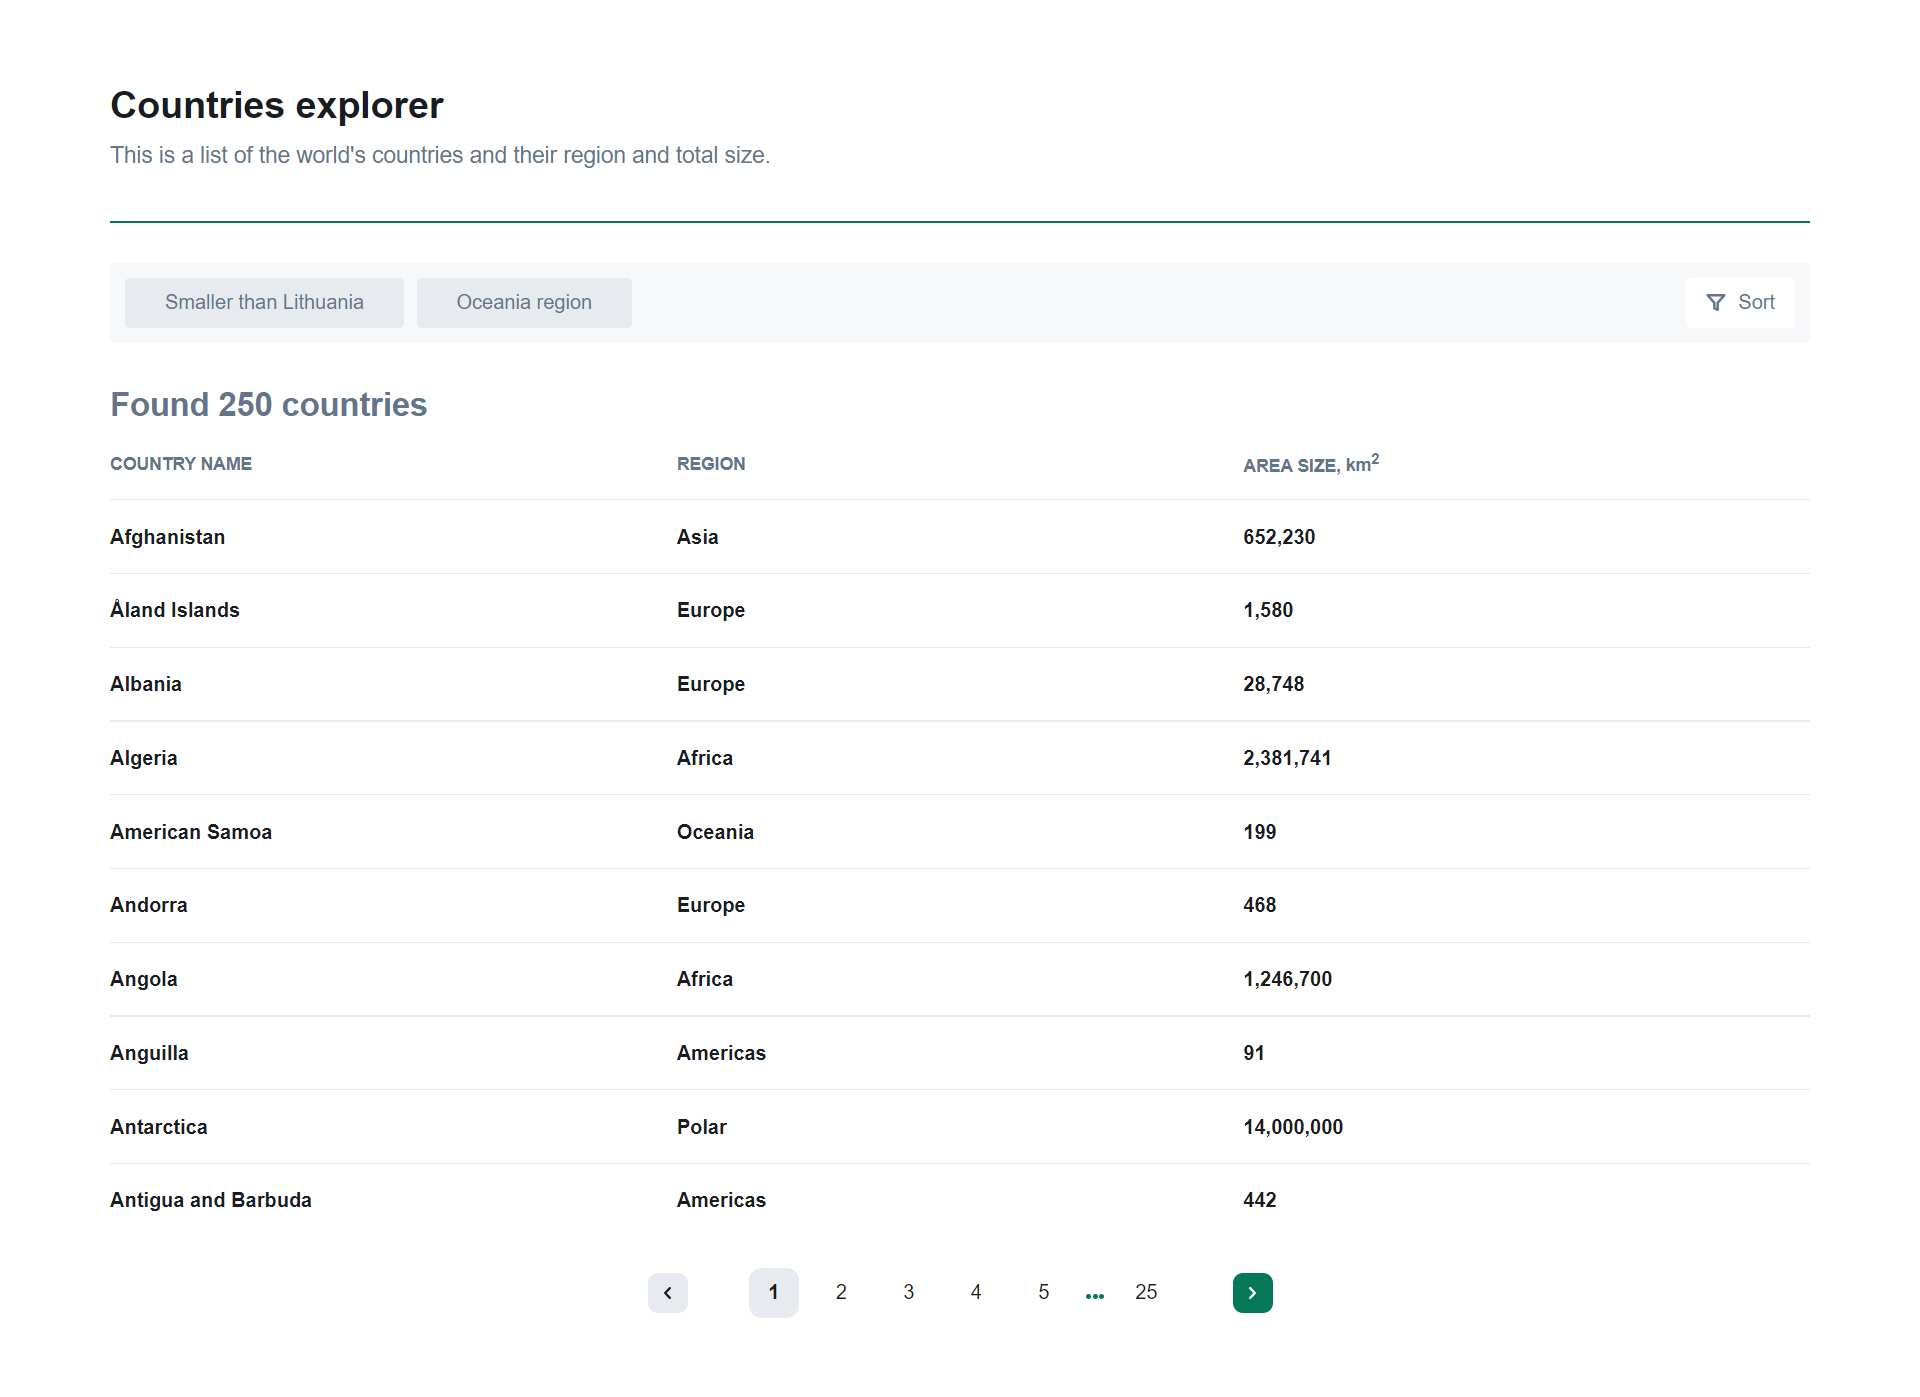 Countries explorer
This is a list of the world's countries and their region and total size.
Smaller than Lithuania Oceania region Sort
Found 250 countries
COUNTRY NAME REGION AREA SIZE, km²
Afghanistan Asia 652,230
Åland Islands Europe 1,580
Albania Europe 28,748
Algeria Africa 2,381,741
American Samoa Oceania 199
Andorra Europe 468
Angola Africa 1,246,700
Anguilla Americas 91
Antarctica Polar 14,000,000
Antigua and Barbuda Americas 442
1 2 3 4 5 ... 25